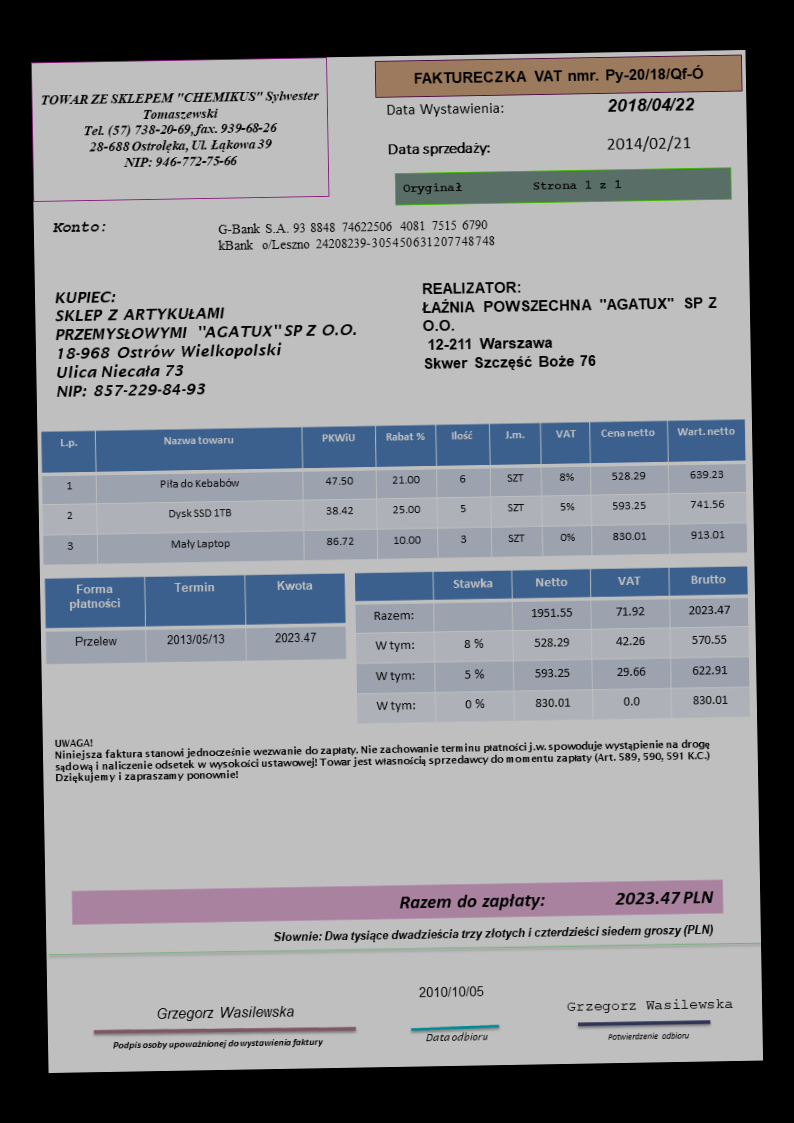 TOWAR ZE SKLEPEM "CHEMIKUS" Sylwester
Tomaszewski
Tel. (57) 738-20-69, fax. 939-68-26
28-688 Ostrolęka, Ul. Łąkowa 39
NIP: 946-772-75-66
FAKTURECZKA VAT nmr. Py-20/18/Qf-Ó
Data Wystawienia: 2018/04/22
Data sprzedaży: 2014/02/21
Oryginał Strona 1 z 1
Konto:
G-Bank S.A. 93 8848 74622506 4081 7515 6790
kBank o/Leszno 24208239-305450631207748748
KUPIEC:
SKLEP Z ARTYKUŁAMI
PRZEMYSŁOWYMI "AGATUX" SP Z O.O.
18-968 Ostrów Wielkopolski
Ulica Niecała 73
NIP: 857-229-84-93
REALIZATOR:
ŁAŹNIA POWSZECHNA "AGATUX" SP Z
O.O.
12-211 Warszawa
Skwer Szczęść Boże 76
L.p. Nazwa towaru PKWiU Rabat % Ilość J.m. VAT Cena netto Wart. netto
1 Piła do Kebabów 47.50 21.00 6 SZT 8% 528.29 639.23
2 Dysk SSD 1TB 38.42 25.00 5 SZT 5% 593.25 741.56
3 Mały Laptop 86.72 10.00 3 SZT 0% 830.01 913.01
Forma płatności Termin Kwota
Przelew 2013/05/13 2023.47
Stawka Netto VAT Brutto
Razem: 1951.55 71.92 2023.47
W tym: 8 % 528.29 42.26 570.55
W tym: 5 % 593.25 29.66 622.91
W tym: 0 % 830.01 0.0 830.01
UWAGA!
Niniejsza faktura stanowi jednocześnie wezwanie do zapłaty. Nie zachowanie terminu płatności j.w. spowoduje wystąpienie na drogę
sądową i naliczenie odsetek w wysokości ustawowej! Towar jest własnością sprzedawcy do momentu zapłaty (Art. 589, 590, 591 K.C.)
Dziękujemy i zapraszamy ponownie!
Razem do zapłaty: 2023.47 PLN
Słownie: Dwa tysiące dwadzieścia trzy złotych i czterdzieści siedem groszy (PLN)
Grzegorz Wasilewska
Podpis osoby upoważnionej do wystawienia faktury
2010/10/05
Data odbioru
Grzegorz Wasilewska
Potwierdzenie odbioru